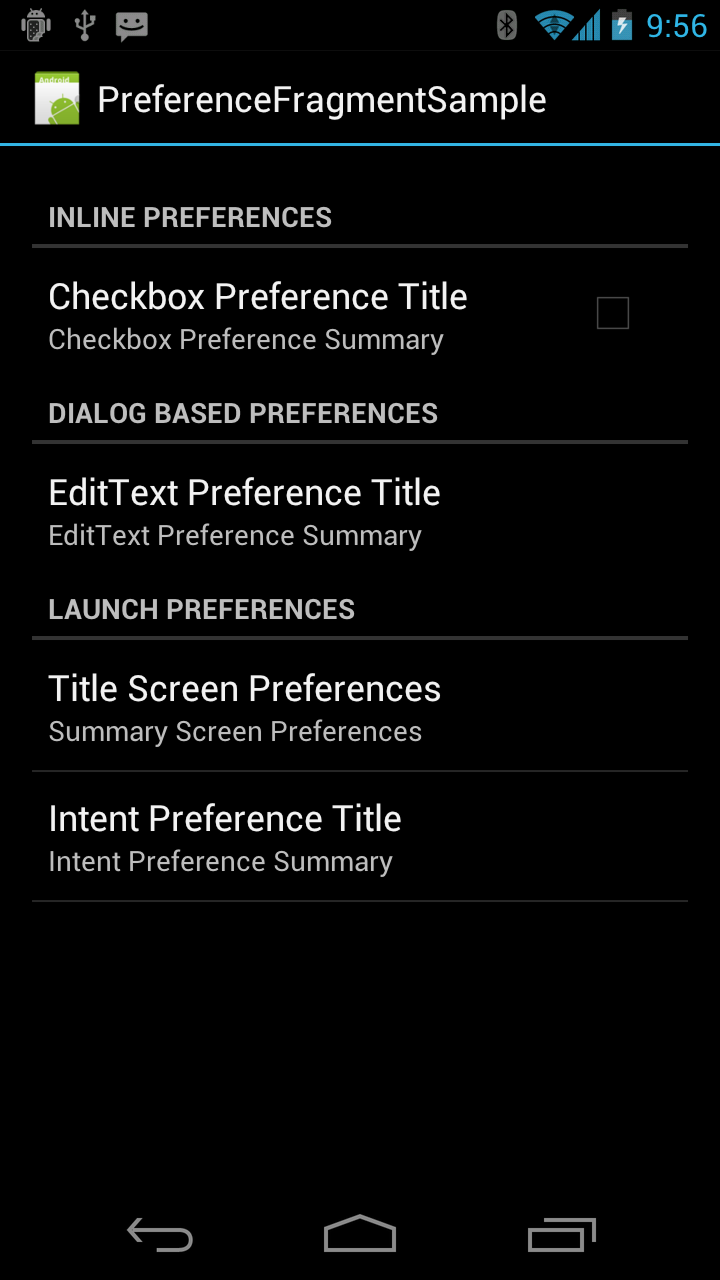 9:56
Android
PreferenceFragmentSample
INLINE PREFERENCES
Checkbox Preference Title
Checkbox Preference Summary
DIALOG BASED PREFERENCES
EditText Preference Title
EditText Preference Summary
LAUNCH PREFERENCES
Title Screen Preferences
Summary Screen Preferences
Intent Preference Title
Intent Preference Summary